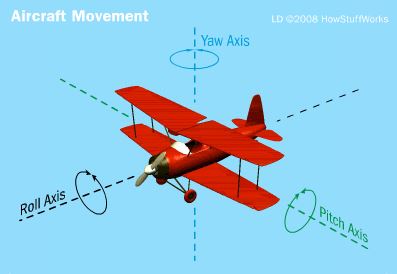 Aircraft Movement
LD ©2008 HowStuffWorks
Yaw Axis
Roll Axis
Pitch Axis